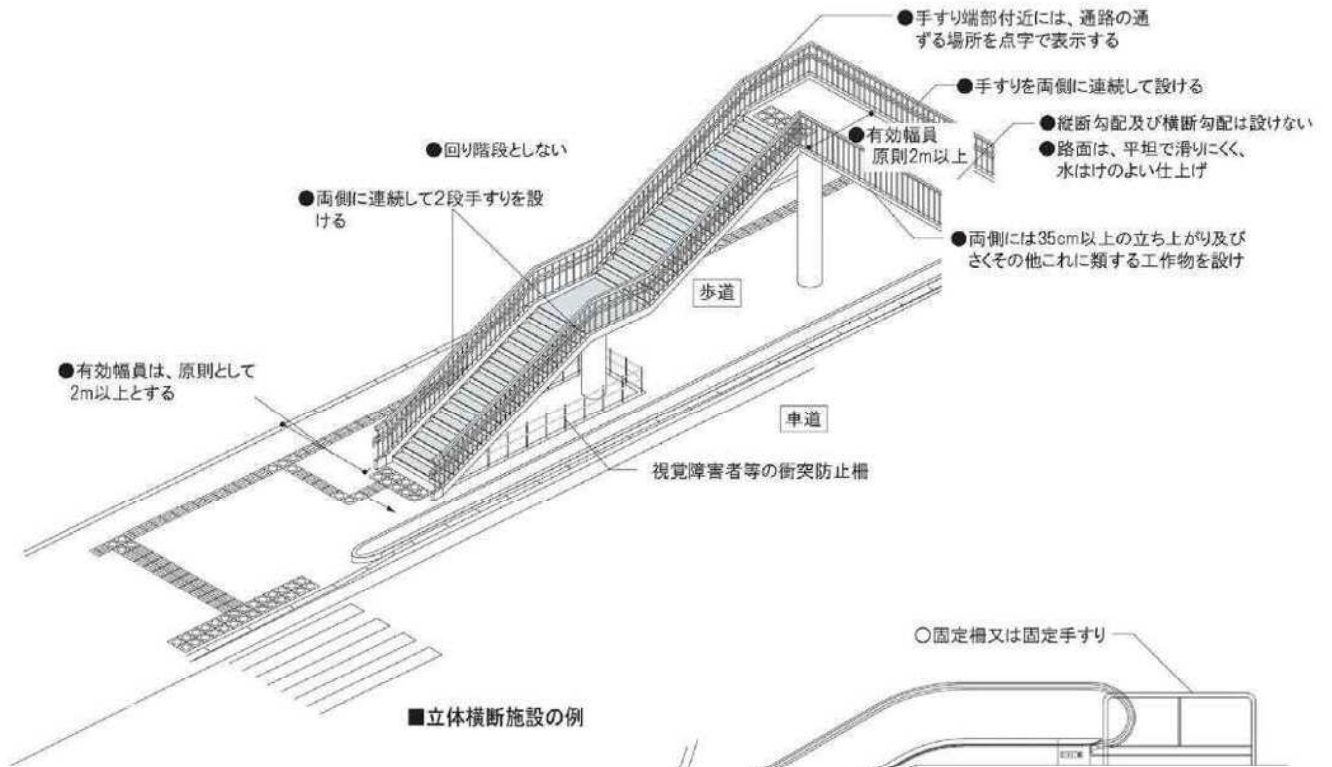 ●手すり端部付近には、通路の通
ずる場所を点字で表示する
●手すりを両側に連続して設ける
●縦断勾配及び横断勾配は設けない
●路面は、平坦で滑りにくく、
水はけのよい仕上げ
●有効幅員
原則2m以上
●回り階段としない
●両側に連続して2段手すりを設
ける
●両側には35cm以上の立ち上がり及び
さくその他これに類する工作物を設け
歩道
●有効幅員は、原則として
2m以上とする
車道
視覚障害者等の衝突防止柵
○固定柵又は固定手すり
■立体横断施設の例